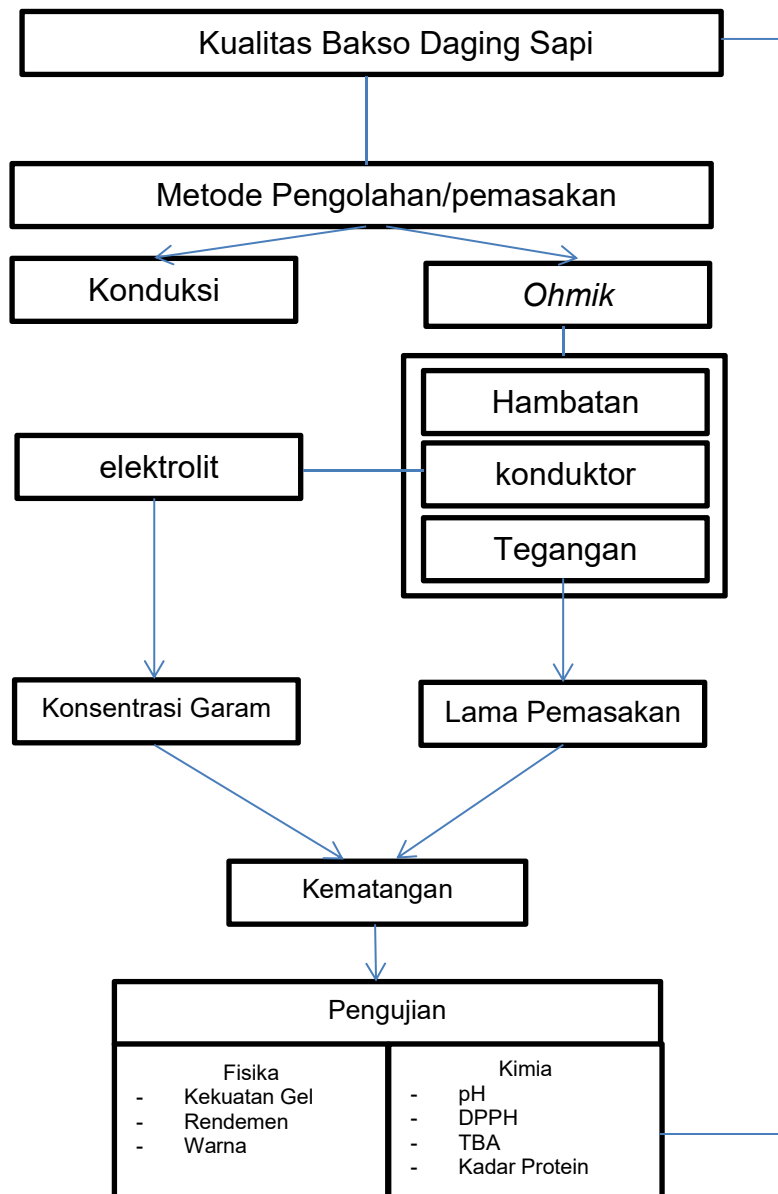 Kualitas Bakso Daging Sapi
Metode Pengolahan/pemasakan
Konduksi
Ohmik
Hambatan
elektrolit
konduktor
Tegangan
Konsentrasi Garam
Lama Pemasakan
Kematangan
Pengujian
Fisika
- Kekuatan Gel
- Rendemen
- Warna
Kimia
- pH
- DPPH
- TBA
- Kadar Protein